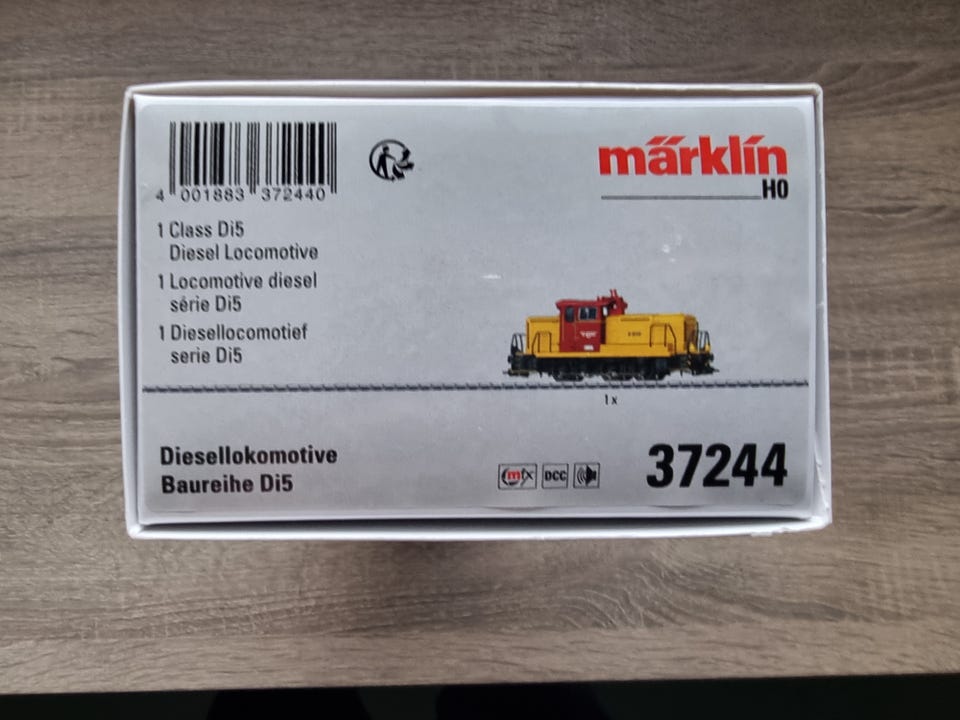 märklin
H0
4 001883 372440
1 Class Di5
Diesel Locomotive
1 Locomotive diesel
série Di5
1 Diesellocomotief
serie Di5
1x
Diesellokomotive
Baureihe Di5
mfx
DCC
37244